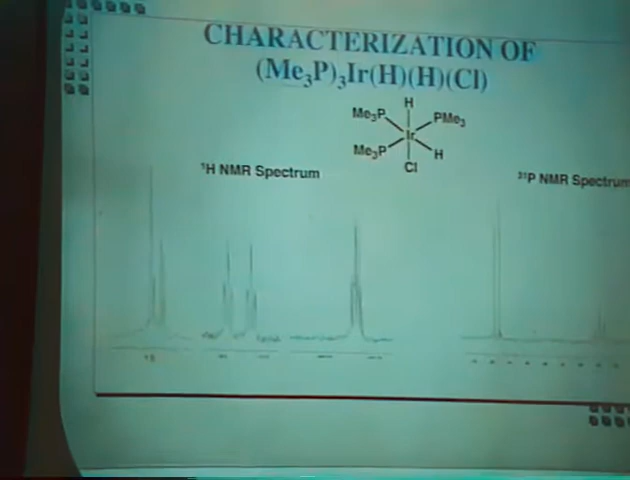 CHARACTERIZATION OF
(Me₃P)₃Ir(H)(H)(Cl)
H
Me₃P PMe₃
Ir
Me₃P H
Cl
¹H NMR Spectrum
³¹P NMR Spectrum